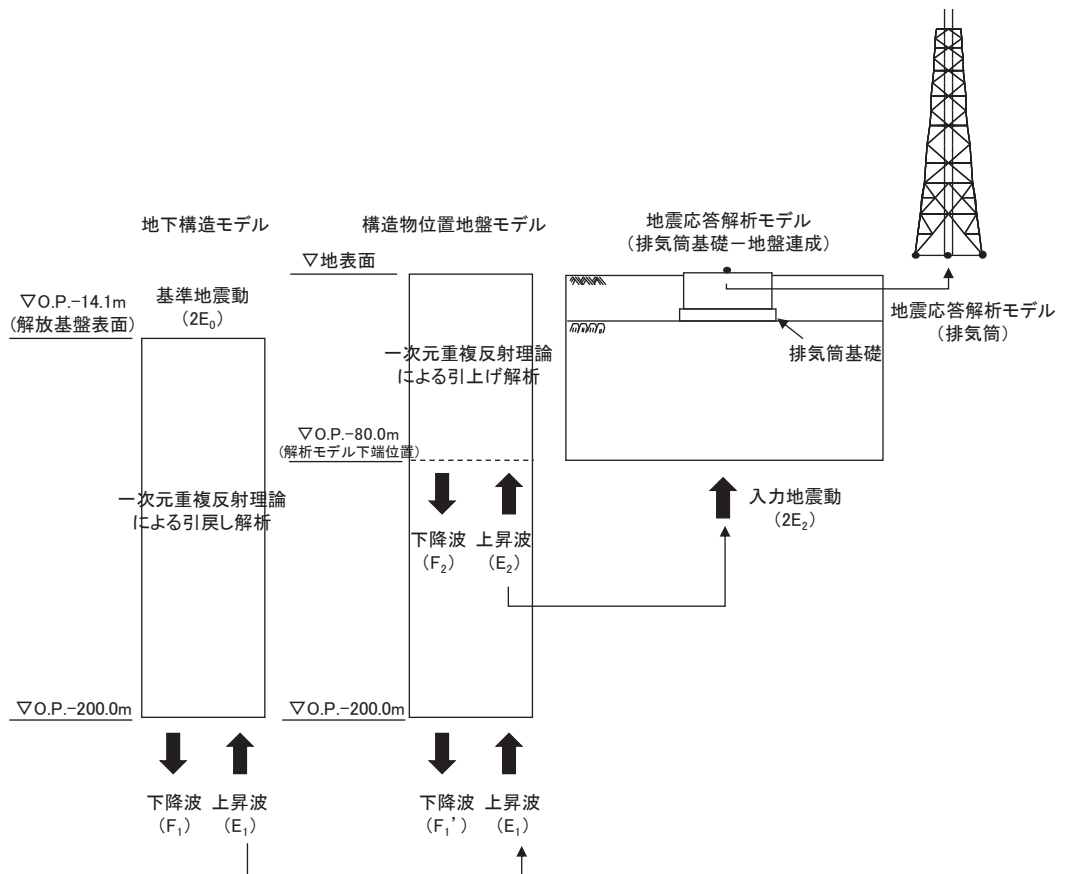 地下構造モデル
▽O.P.-14.1m
(解放基盤表面)
基準地震動
(2E₀)
一次元重複反射理論
による引戻し解析
▽O.P.-200.0m
下降波
(F₁)
上昇波
(E₁)
構造物位置地盤モデル
▽地表面
一次元重複反射理論
による引上げ解析
▽O.P.-80.0m
(解析モデル下端位置)
下降波
(F₂)
上昇波
(E₂)
▽O.P.-200.0m
下降波
(F₁’)
上昇波
(E₁)
地震応答解析モデル
(排気筒基礎－地盤連成)
排気筒基礎
入力地震動
(2E₂)
地震応答解析モデル
(排気筒)